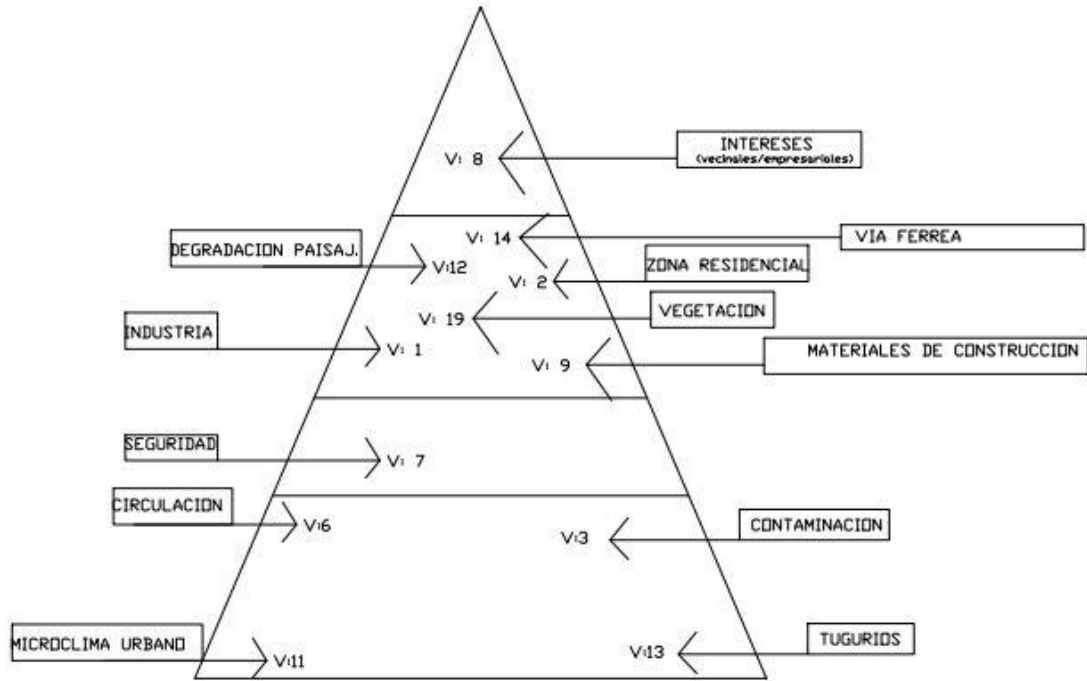 INTERESES
(vecinales/empresariales)
V: 8
V: 14
VIA FERREA
DEGRADACION PAISAJ.
V:12
V: 2
ZONA RESIDENCIAL
V: 19
VEGETACION
INDUSTRIA
V: 1
V: 9
MATERIALES DE CONSTRUCCION
SEGURIDAD
V: 7
CIRCULACION
V:6
V:3
CONTAMINACION
MICROCLIMA URBANO
V:11
V:13
TUGURIOS